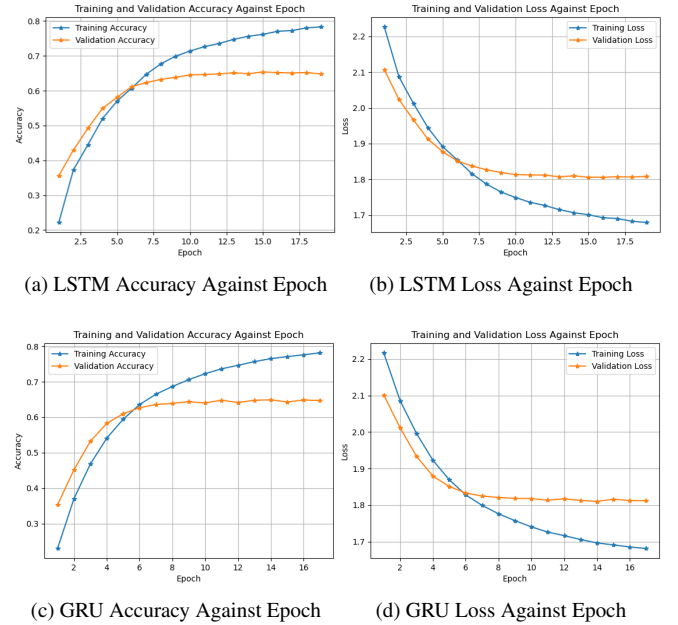 Training and Validation Accuracy Against Epoch
Training Accuracy
Validation Accuracy
Accuracy
0.8
0.7
0.6
0.5
0.4
0.3
0.2
2.5 5.0 7.5 10.0 12.5 15.0 17.5
Epoch
(a) LSTM Accuracy Against Epoch
Training and Validation Loss Against Epoch
Training Loss
Validation Loss
Loss
2.2
2.1
2.0
1.9
1.8
1.7
2.5 5.0 7.5 10.0 12.5 15.0 17.5
Epoch
(b) LSTM Loss Against Epoch
Training and Validation Accuracy Against Epoch
Training Accuracy
Validation Accuracy
Accuracy
0.8
0.7
0.6
0.5
0.4
0.3
2 4 6 8 10 12 14 16
Epoch
(c) GRU Accuracy Against Epoch
Training and Validation Loss Against Epoch
Training Loss
Validation Loss
Loss
2.2
2.1
2.0
1.9
1.8
1.7
2 4 6 8 10 12 14 16
Epoch
(d) GRU Loss Against Epoch